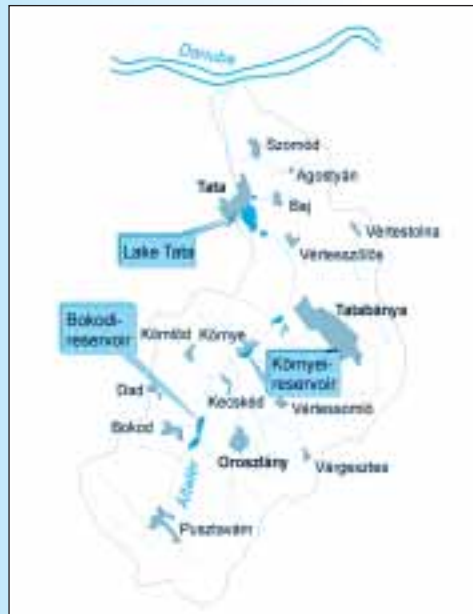 Danube
Szomód
Agostyán
Tata
Baj
Vértestolna
Lake Tata
Vértesszőlős
Bokodi-
reservoir
Tatabánya
Kömlőd
Környe
Környei-
reservoir
Dad
Kecskéd
Vértessomló
Bokod
Oroszlány
Várgesztes
Által-ér
Pusztavám